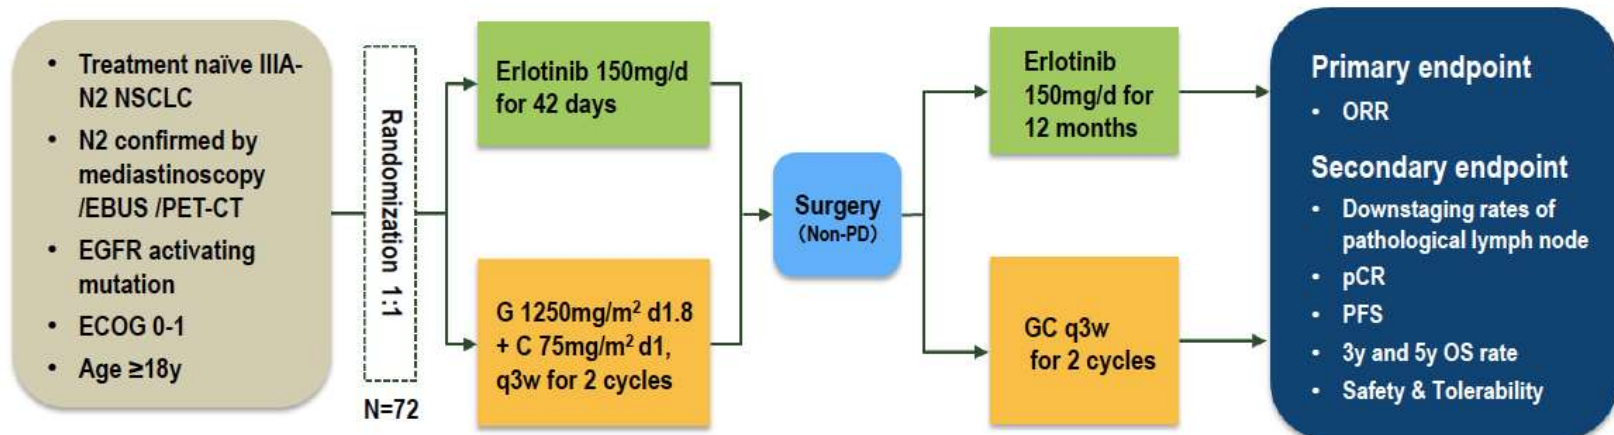 • Treatment naïve IIIA-
N2 NSCLC
• N2 confirmed by
mediastinoscopy
/EBUS /PET-CT
• EGFR activating
mutation
• ECOG 0-1
• Age ≥18y
Randomization 1:1
N=72
Erlotinib 150mg/d
for 42 days
G 1250mg/m² d1.8
+ C 75mg/m² d1,
q3w for 2 cycles
Surgery
(Non-PD)
Erlotinib
150mg/d for
12 months
GC q3w
for 2 cycles
Primary endpoint
• ORR
Secondary endpoint
• Downstaging rates of
pathological lymph node
• pCR
• PFS
• 3y and 5y OS rate
• Safety & Tolerability